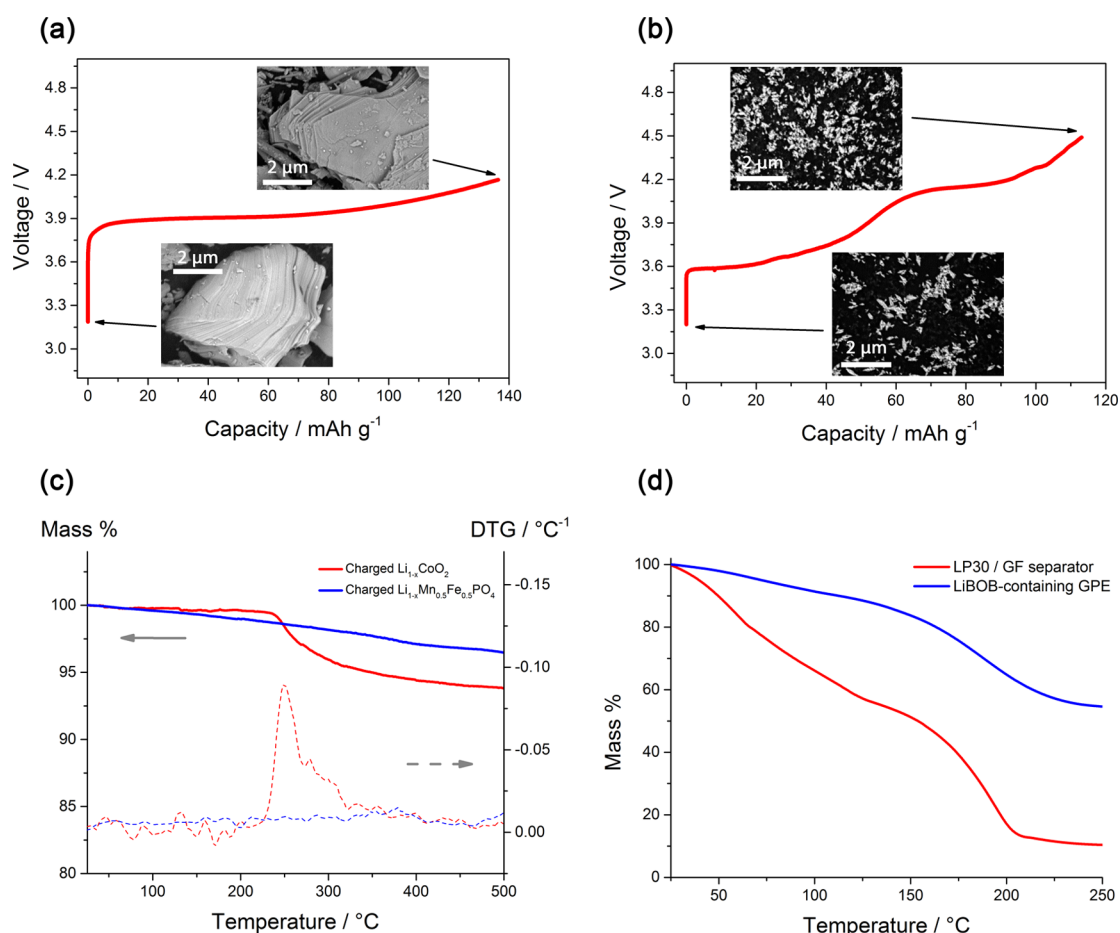 (a)
4.8
4.5
4.2
3.9
3.6
3.3
3.0
Voltage / V
2 µm
2 µm
0 20 40 60 80 100 120 140
Capacity / mAh g⁻¹
(b)
4.8
4.5
4.2
3.9
3.6
3.3
3.0
Voltage / V
2 µm
2 µm
0 20 40 60 80 100 120
Capacity / mAh g⁻¹
(c)
Mass %
DTG / °C⁻¹
Charged Li₁₋ₓCoO₂
Charged Li₁₋ₓMn₀.₅Fe₀.₅PO₄
100
95
90
85
80
-0.15
-0.10
-0.05
0.00
100 200 300 400 500
Temperature / °C
(d)
LP30 / GF separator
LiBOB-containing GPE
100
80
60
40
20
0
Mass %
50 100 150 200 250
Temperature / °C